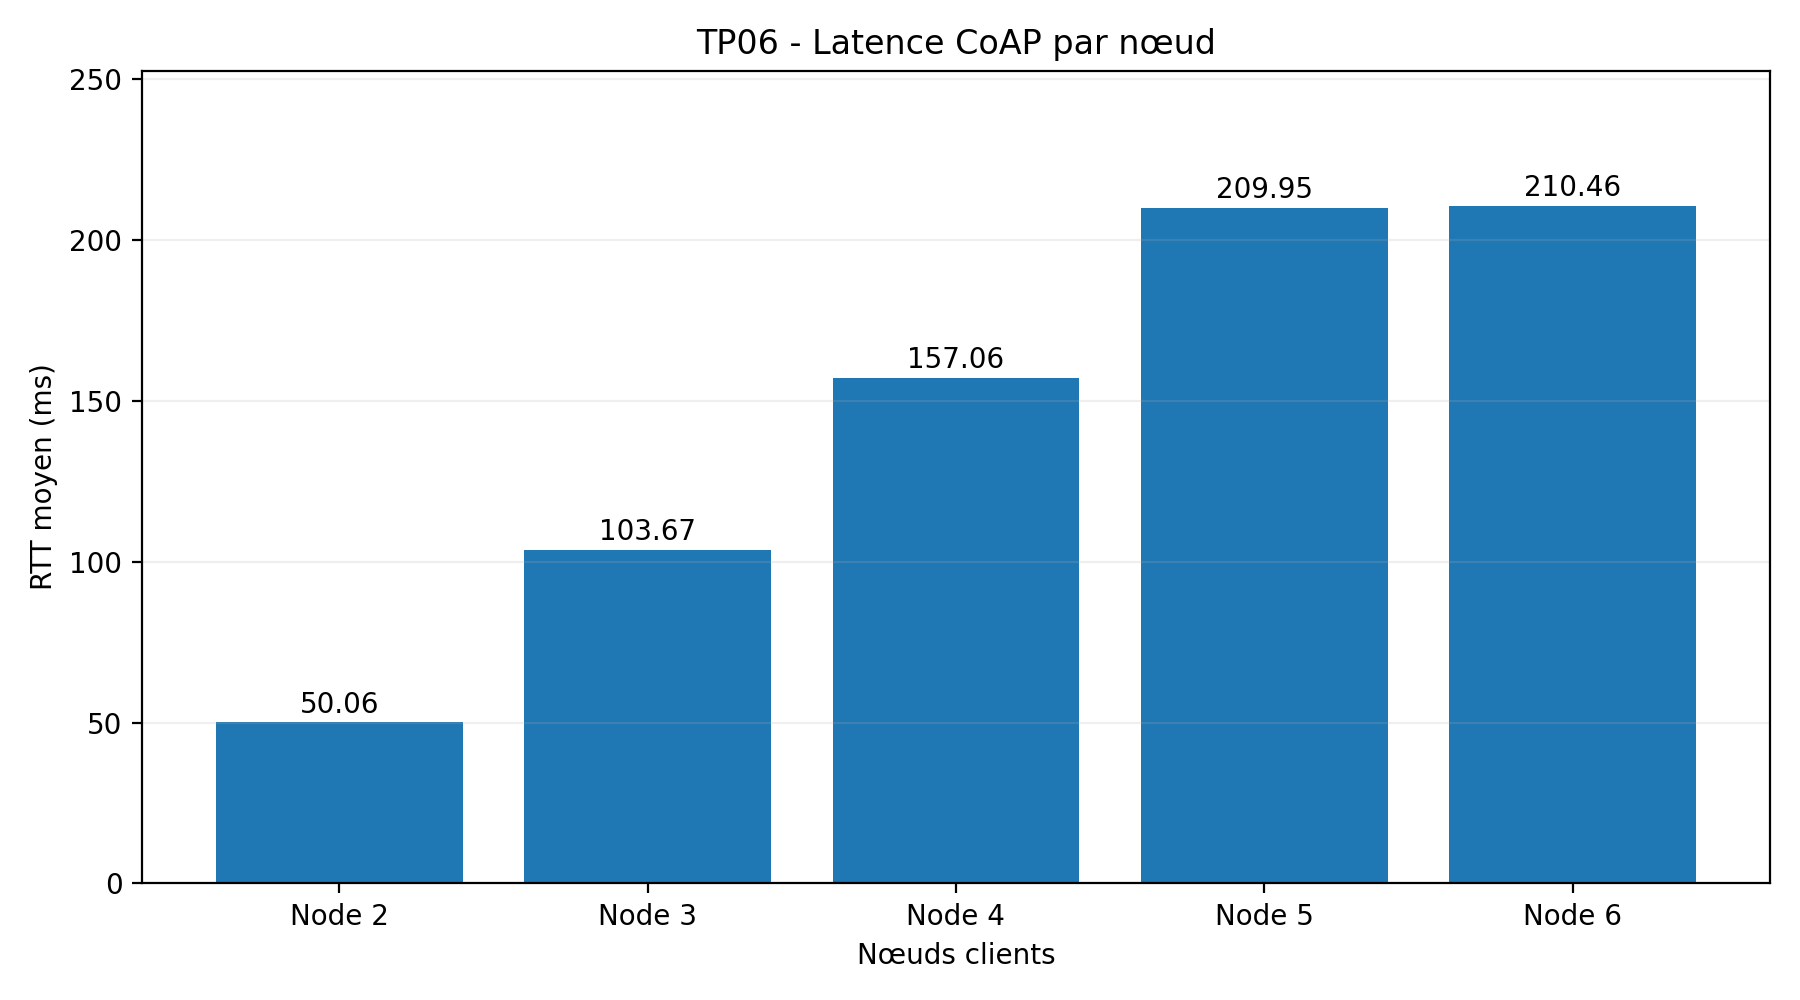 TP06 - Latence CoAP par nœud
RTT moyen (ms)
250
200
150
100
50
0
50.06
103.67
157.06
209.95
210.46
Node 2
Node 3
Node 4
Node 5
Node 6
Nœuds clients